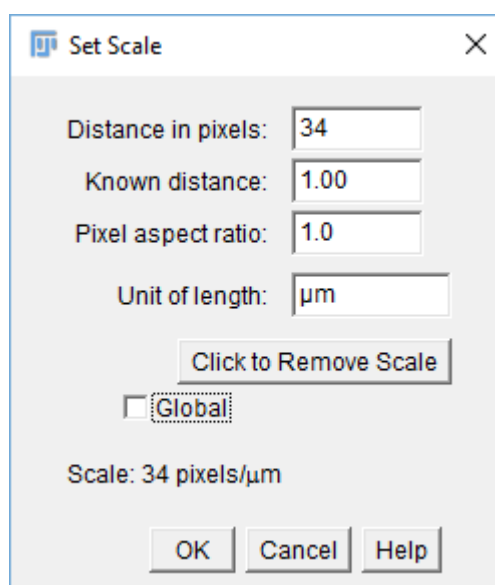 Set Scale
Distance in pixels: 34
Known distance: 1.00
Pixel aspect ratio: 1.0
Unit of length: µm
Click to Remove Scale
Global
Scale: 34 pixels/µm
OK Cancel Help